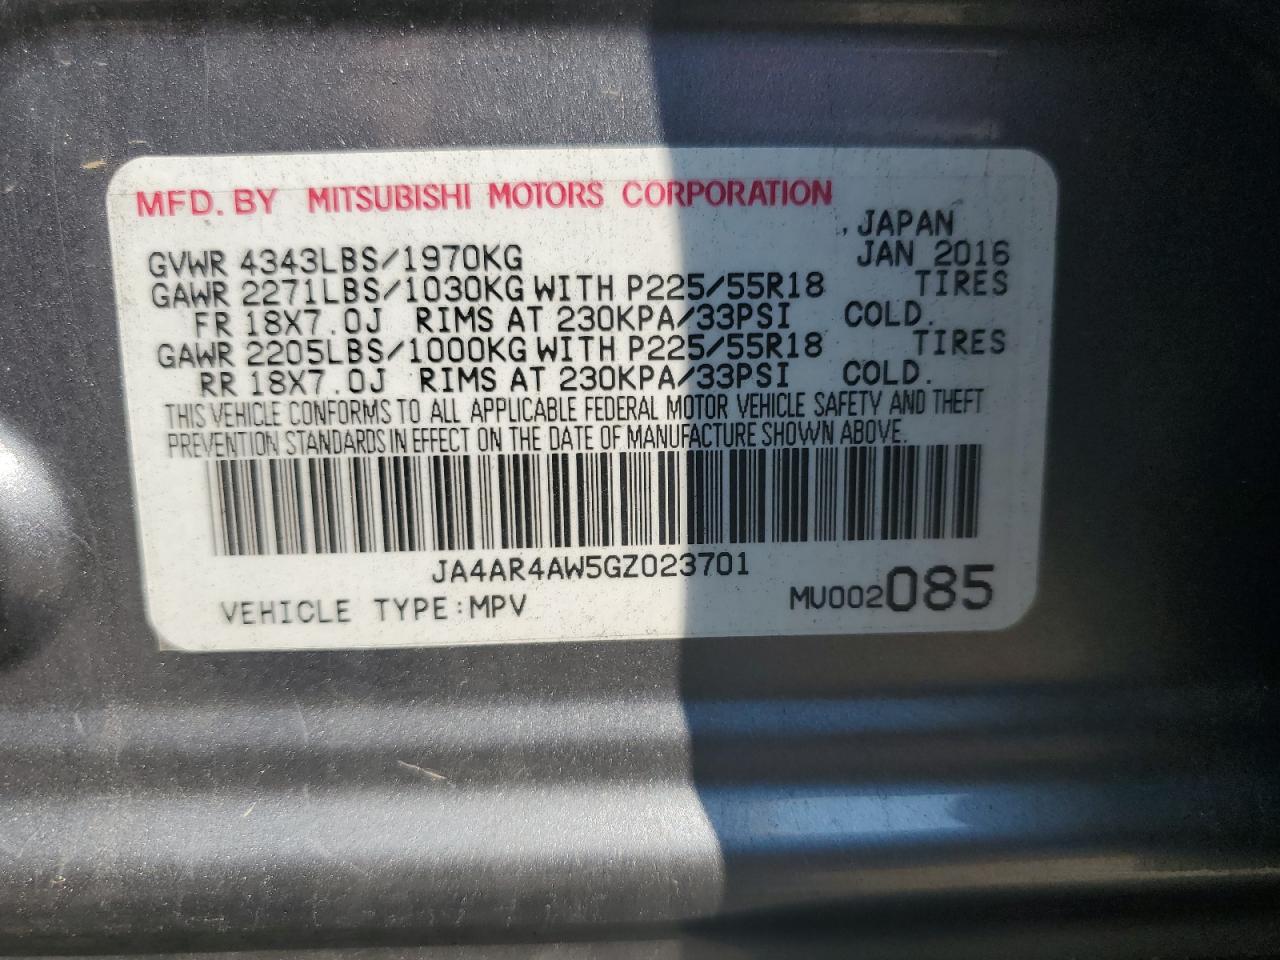 MFD. BY MITSUBISHI MOTORS CORPORATION
JAPAN
GVWR 4343LBS/1970KG JAN 2016
GAWR 2271LBS/1030KG WITH P225/55R18 TIRES
FR 18X7.0J RIMS AT 230KPA/33PSI COLD.
GAWR 2205LBS/1000KG WITH P225/55R18 TIRES
RR 18X7.0J RIMS AT 230KPA/33PSI COLD.
THIS VEHICLE CONFORMS TO ALL APPLICABLE FEDERAL MOTOR VEHICLE SAFETY AND THEFT
PREVENTION STANDARDS IN EFFECT ON THE DATE OF MANUFACTURE SHOWN ABOVE.
JA4AR4AW5GZ023701
VEHICLE TYPE:MPV MU002085